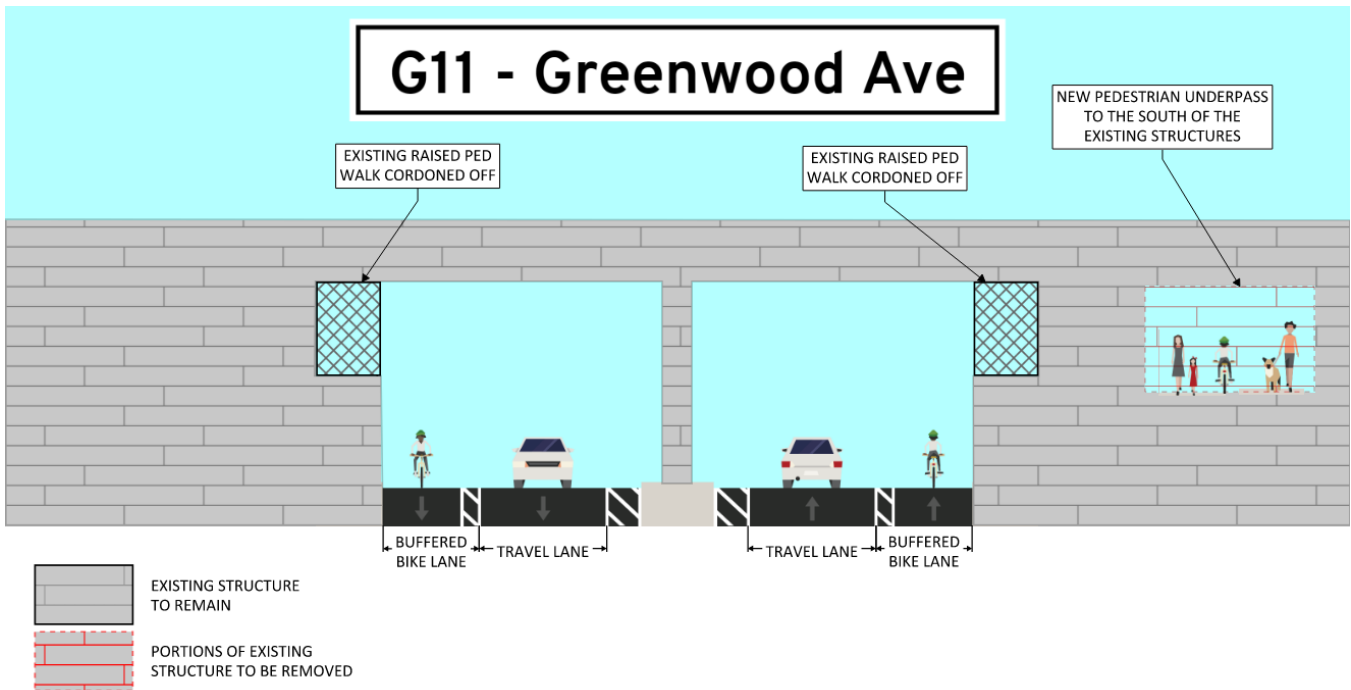 G11 - Greenwood Ave
NEW PEDESTRIAN UNDERPASS
TO THE SOUTH OF THE
EXISTING STRUCTURES
EXISTING RAISED PED
WALK CORDONED OFF
EXISTING RAISED PED
WALK CORDONED OFF
BUFFERED
BIKE LANE
TRAVEL LANE
TRAVEL LANE
BUFFERED
BIKE LANE
EXISTING STRUCTURE
TO REMAIN
PORTIONS OF EXISTING
STRUCTURE TO BE REMOVED